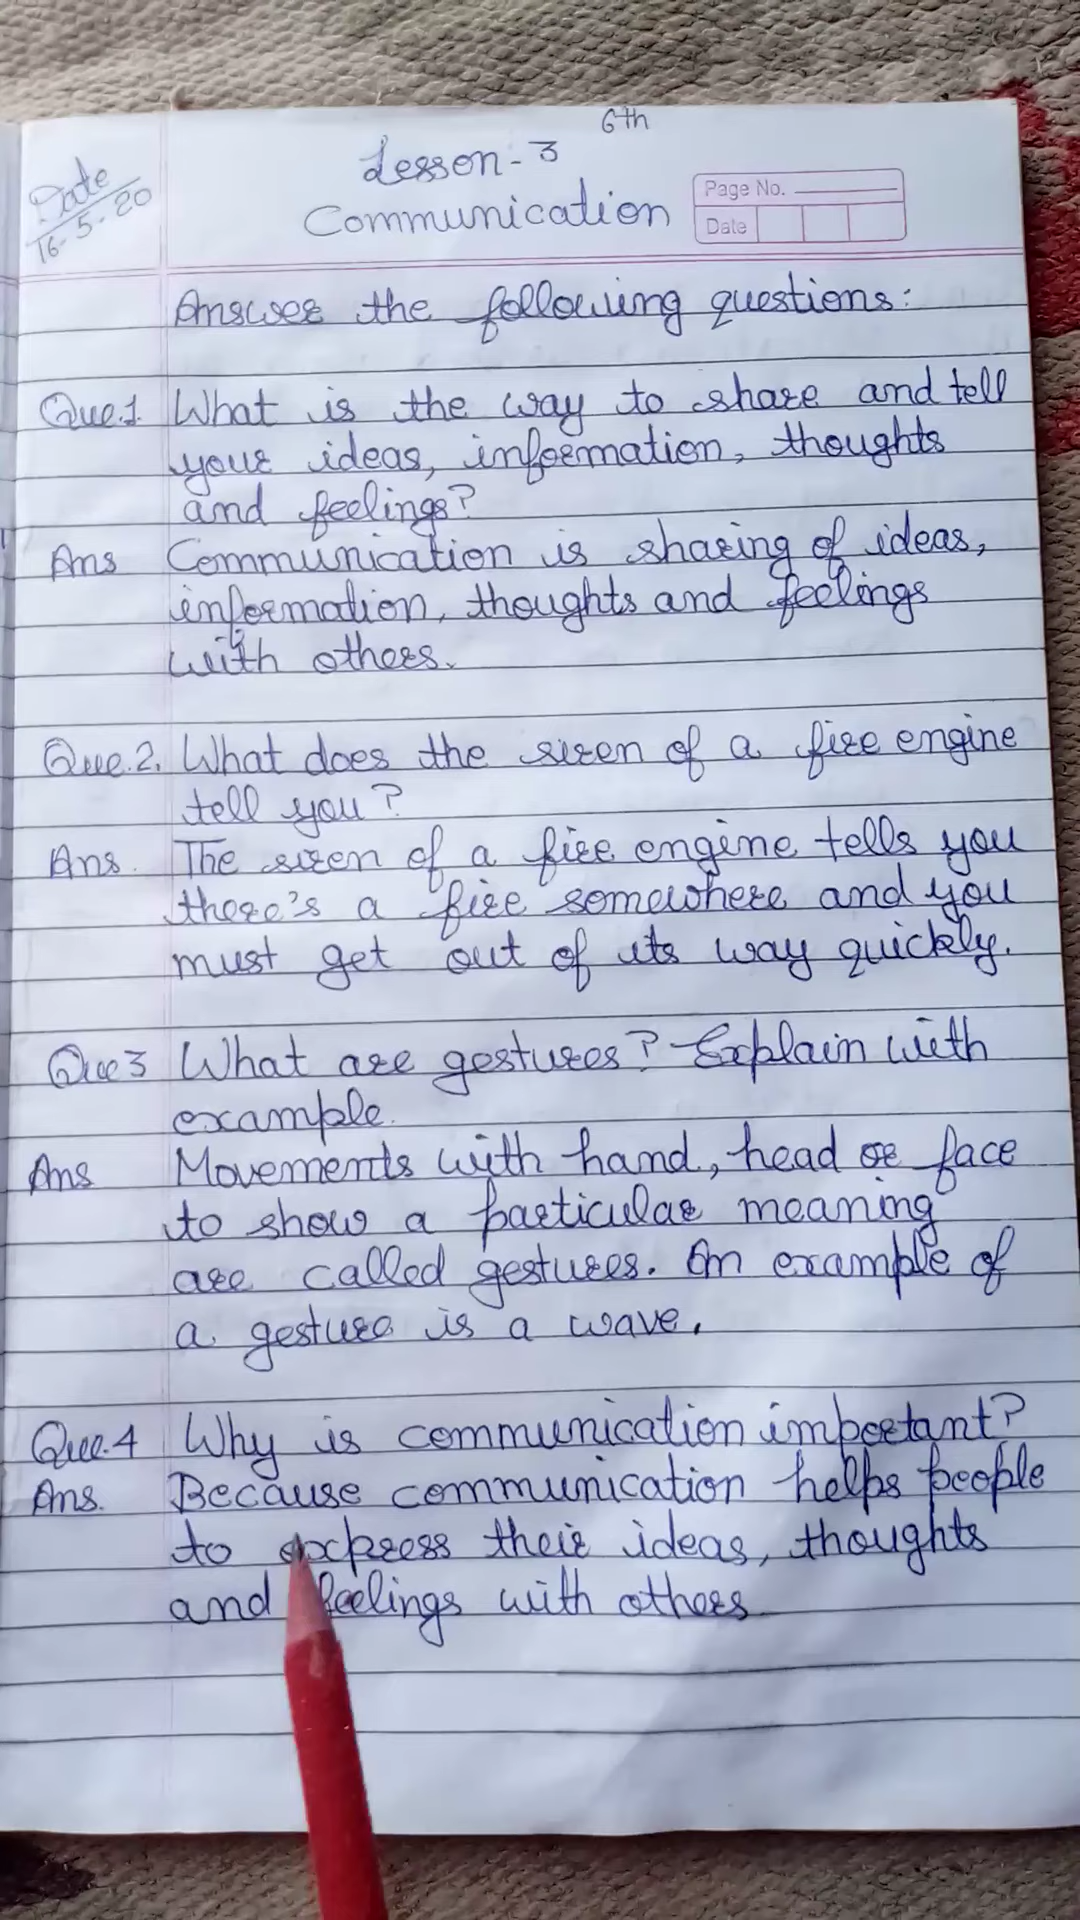 6th
Lesson-3
Date
16-5-20
Communication
Page No.
Date
Answer the following questions:
Que.1. What is the way to share and tell
your ideas, information, thoughts
and feelings?
Ans Communication is sharing of ideas,
information, thoughts and feelings
with others.
Que.2. What does the siren of a fire engine
tell you?
Ans. The siren of a fire engine tells you
there's a fire somewhere and you
must get out of its way quickly.
Que3 What are gestures? Explain with
example.
Ans Movements with hand, head or face
to show a particular meaning
are called gestures. An example of
a gesture is a wave.
Que.4 Why is communication important?
Ans. Because communication helps people
to express their ideas, thoughts
and feelings with others